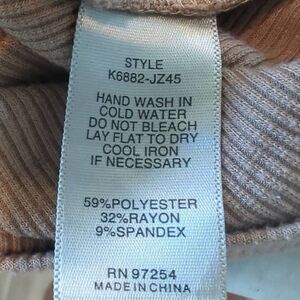 STYLE
K6882-JZ45
HAND WASH IN
COLD WATER
DO NOT BLEACH
LAY FLAT TO DRY
COOL IRON
IF NECESSARY
59%POLYESTER
32%RAYON
9%SPANDEX
RN 97254
MADE IN CHINA